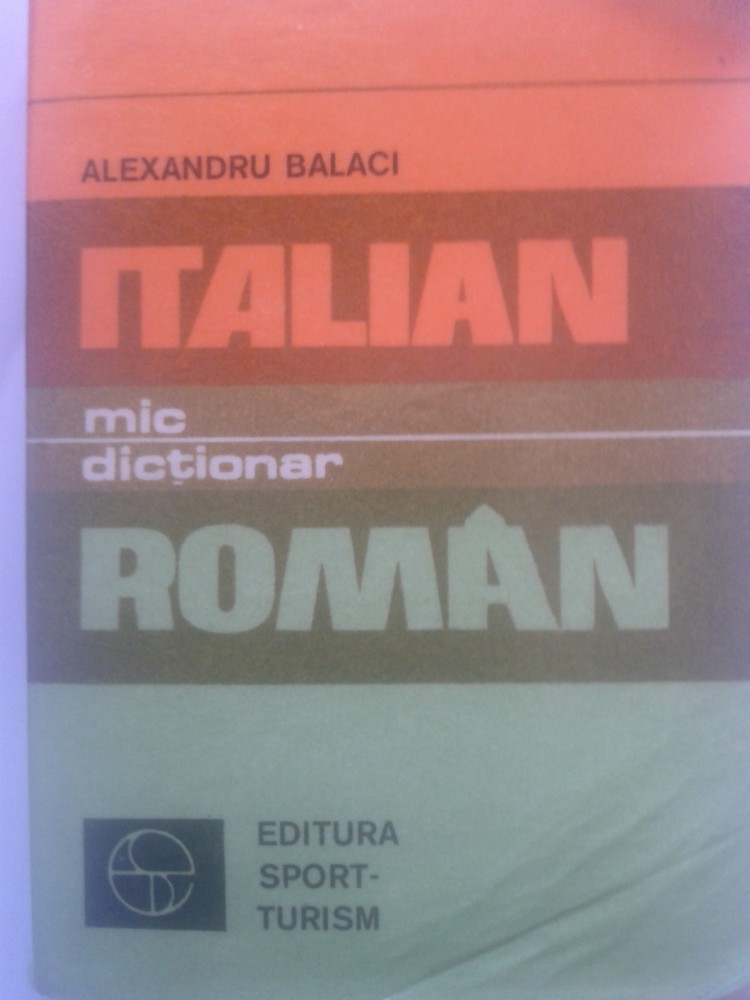 ALEXANDRU BALACI
ITALIAN
mic
dicționar
ROMÂN
EDITURA
SPORT-
TURISM